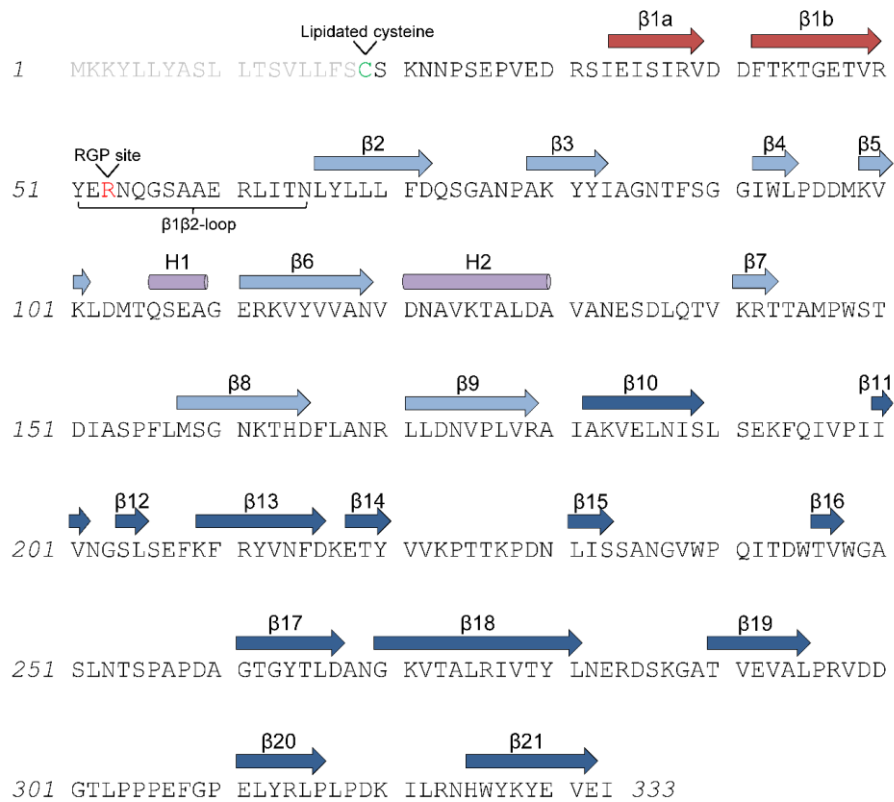 Lipidated cysteine β1a β1b
1 MKKYLLYASL LTSVLLFSCS KNNPSEPVED RSIEISIRVD DFTKTGETVR
RGP site β2 β3 β4 β5
51 YERNQGSAAE RLITNLYLLL FDQSGANPAK YYIAGNTFSG GIWLPDDMKV
β1β2-loop
H1 β6 H2 β7
101 KLDMTQSEAG ERKVYVVANV DNAVKTALDA VANESDLQTV KRTTAMPWST
β8 β9 β10 β11
151 DIASPFLMSG NKTHDFLANR LLDNVPLVRA IAKVELNISL SEKFQIVPII
β12 β13 β14 β15 β16
201 VNGSLSEFKF RYVNFDKETY VVKPTTKPDN LISSANGVWP QITDWTVWGA
β17 β18 β19
251 SLNTSPAPDA GTGYTLDANG KVTALRIVTY LNERDSKGAT VEVALPRVDD
β20 β21
301 GTLPPPEFGP ELYRLPLPDK ILRNHWYKYE VEI 333